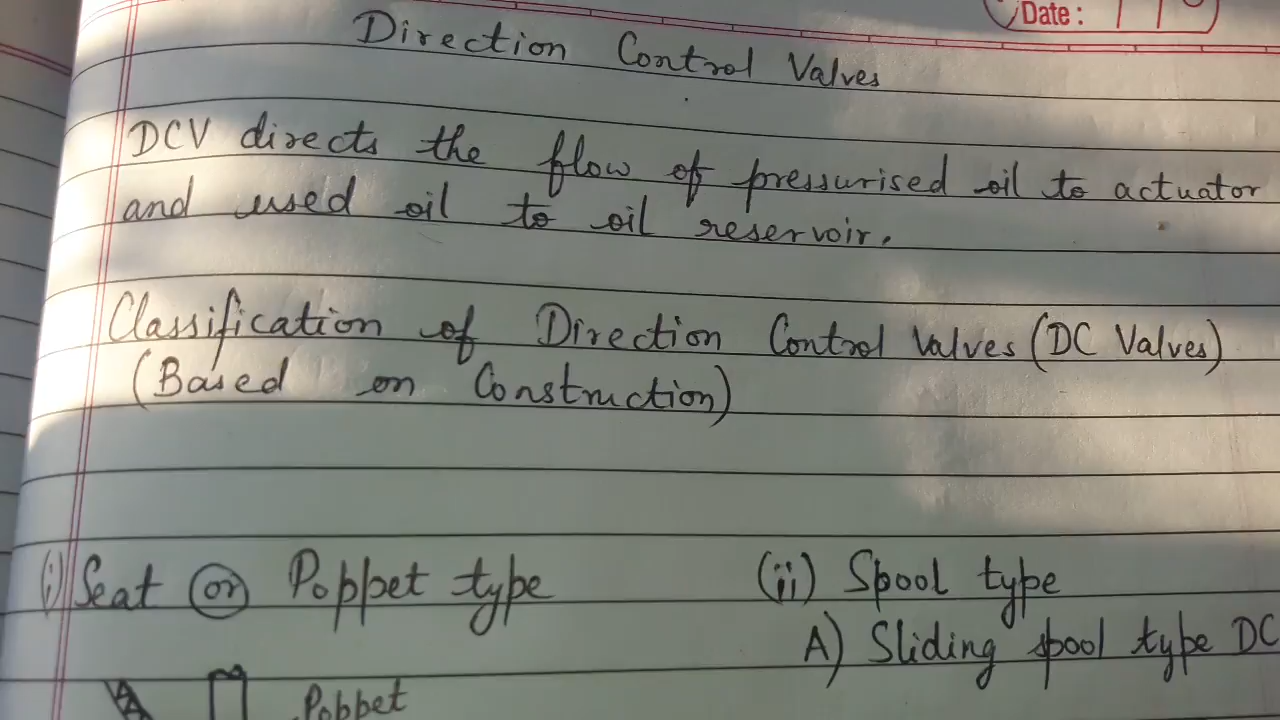 Date :
Direction Control Valves
DCV directs the flow of pressurised oil to actuator
and used oil to oil reservoir.
Classification of Direction Control Valves (DC Valves)
(Based on Construction)
(i) Seat or Poppet type
(ii) Spool type
A) Sliding spool type DC
Poppet